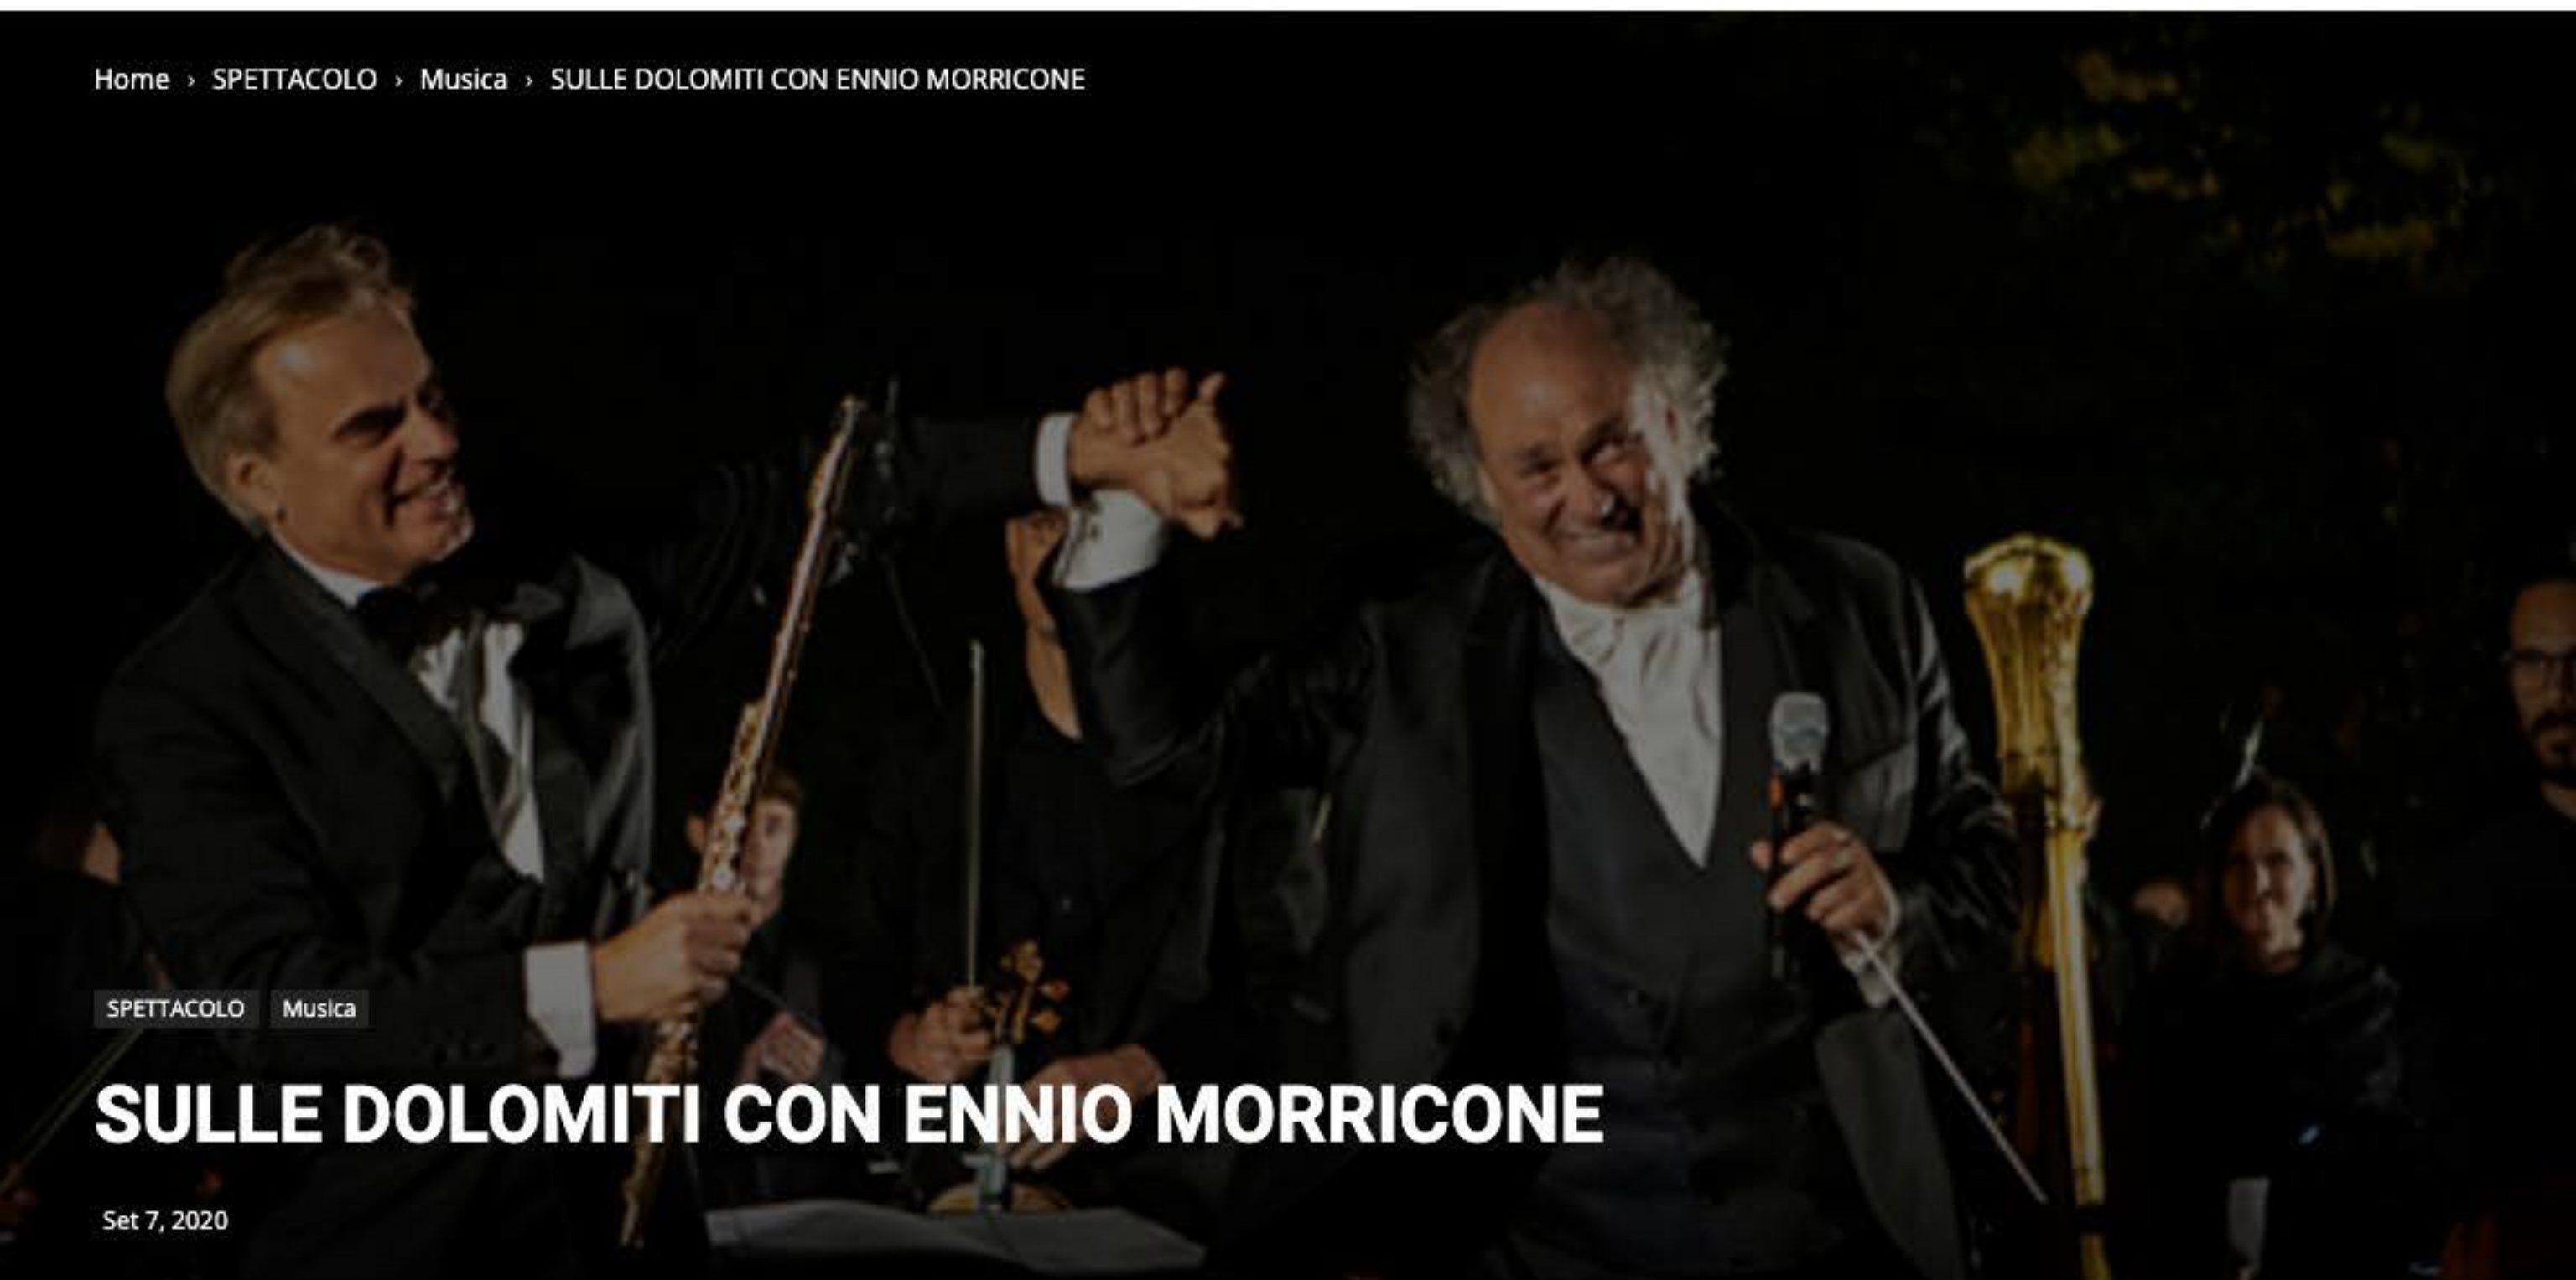 Home › SPETTACOLO › Musica › SULLE DOLOMITI CON ENNIO MORRICONE
SPETTACOLO Musica
SULLE DOLOMITI CON ENNIO MORRICONE
Set 7, 2020